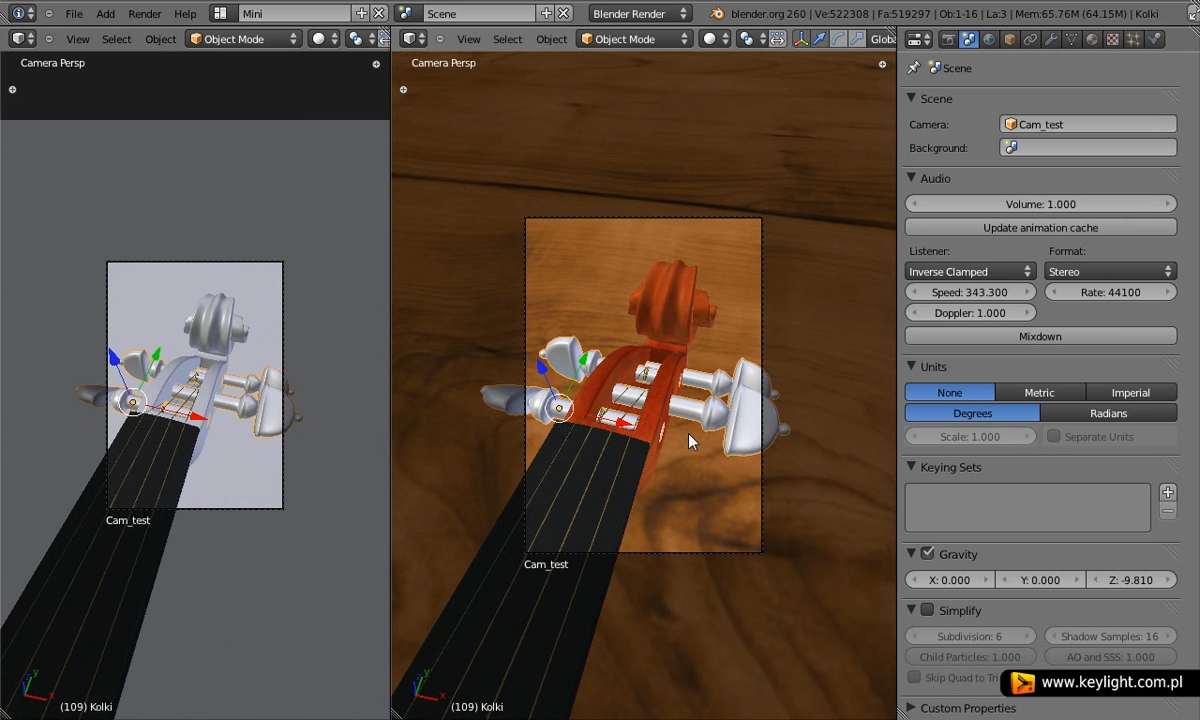 File Add Render Help Mini Scene Blender Render blender.org 260 | Ve:522308 | Fa:519297 | Ob:1-16 | La:3 | Mem:65.76M (64.15M) | Kolki
View Select Object Object Mode View Select Object Object Mode Globa
Camera Persp
Camera Persp
Scene
Scene
Camera: Cam_test
Background:
Audio
Volume: 1.000
Update animation cache
Listener: Format:
Inverse Clamped Stereo
Speed: 343.300 Rate: 44100
Doppler: 1.000
Mixdown
Units
None Metric Imperial
Degrees Radians
Scale: 1.000 Separate Units
Keying Sets
Gravity
X: 0.000 Y: 0.000 Z: -9.810
Simplify
Subdivision: 6 Shadow Samples: 16
Child Particles: 1.000 AO and SSS: 1.000
Skip Quad to Tri
Custom Properties
Cam_test
Cam_test
y
x
y
x
(109) Kolki
(109) Kolki
www.keylight.com.pl